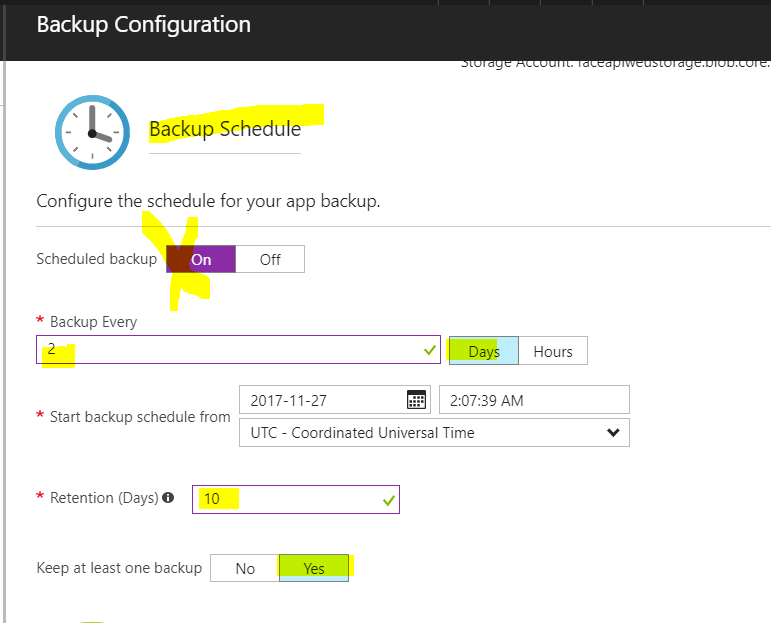 Backup Configuration
Storage Account: faceapiwedstorage.blob.core.
Backup Schedule
Configure the schedule for your app backup.
Scheduled backup On Off
* Backup Every
2 Days Hours
* Start backup schedule from 2017-11-27 2:07:39 AM
UTC - Coordinated Universal Time
* Retention (Days) 10
Keep at least one backup No Yes